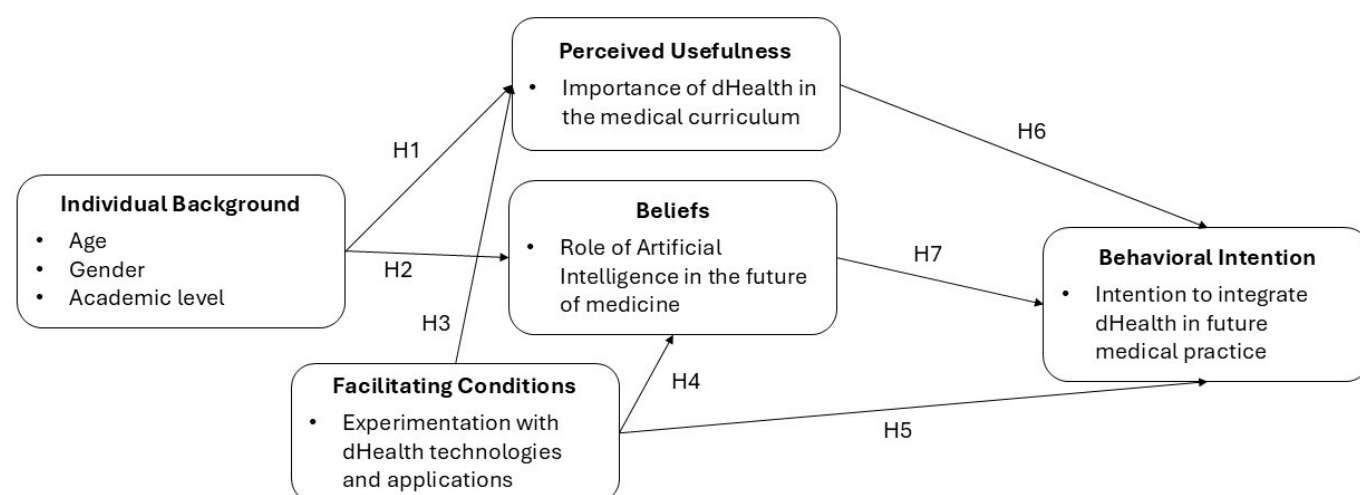 Perceived Usefulness
• Importance of dHealth in
the medical curriculum
H1
H6
Individual Background
• Age
• Gender
• Academic level
H2
Beliefs
• Role of Artificial
Intelligence in the future
of medicine
H7
Behavioral Intention
• Intention to integrate
dHealth in future
medical practice
H3
H4
H5
Facilitating Conditions
• Experimentation with
dHealth technologies
and applications